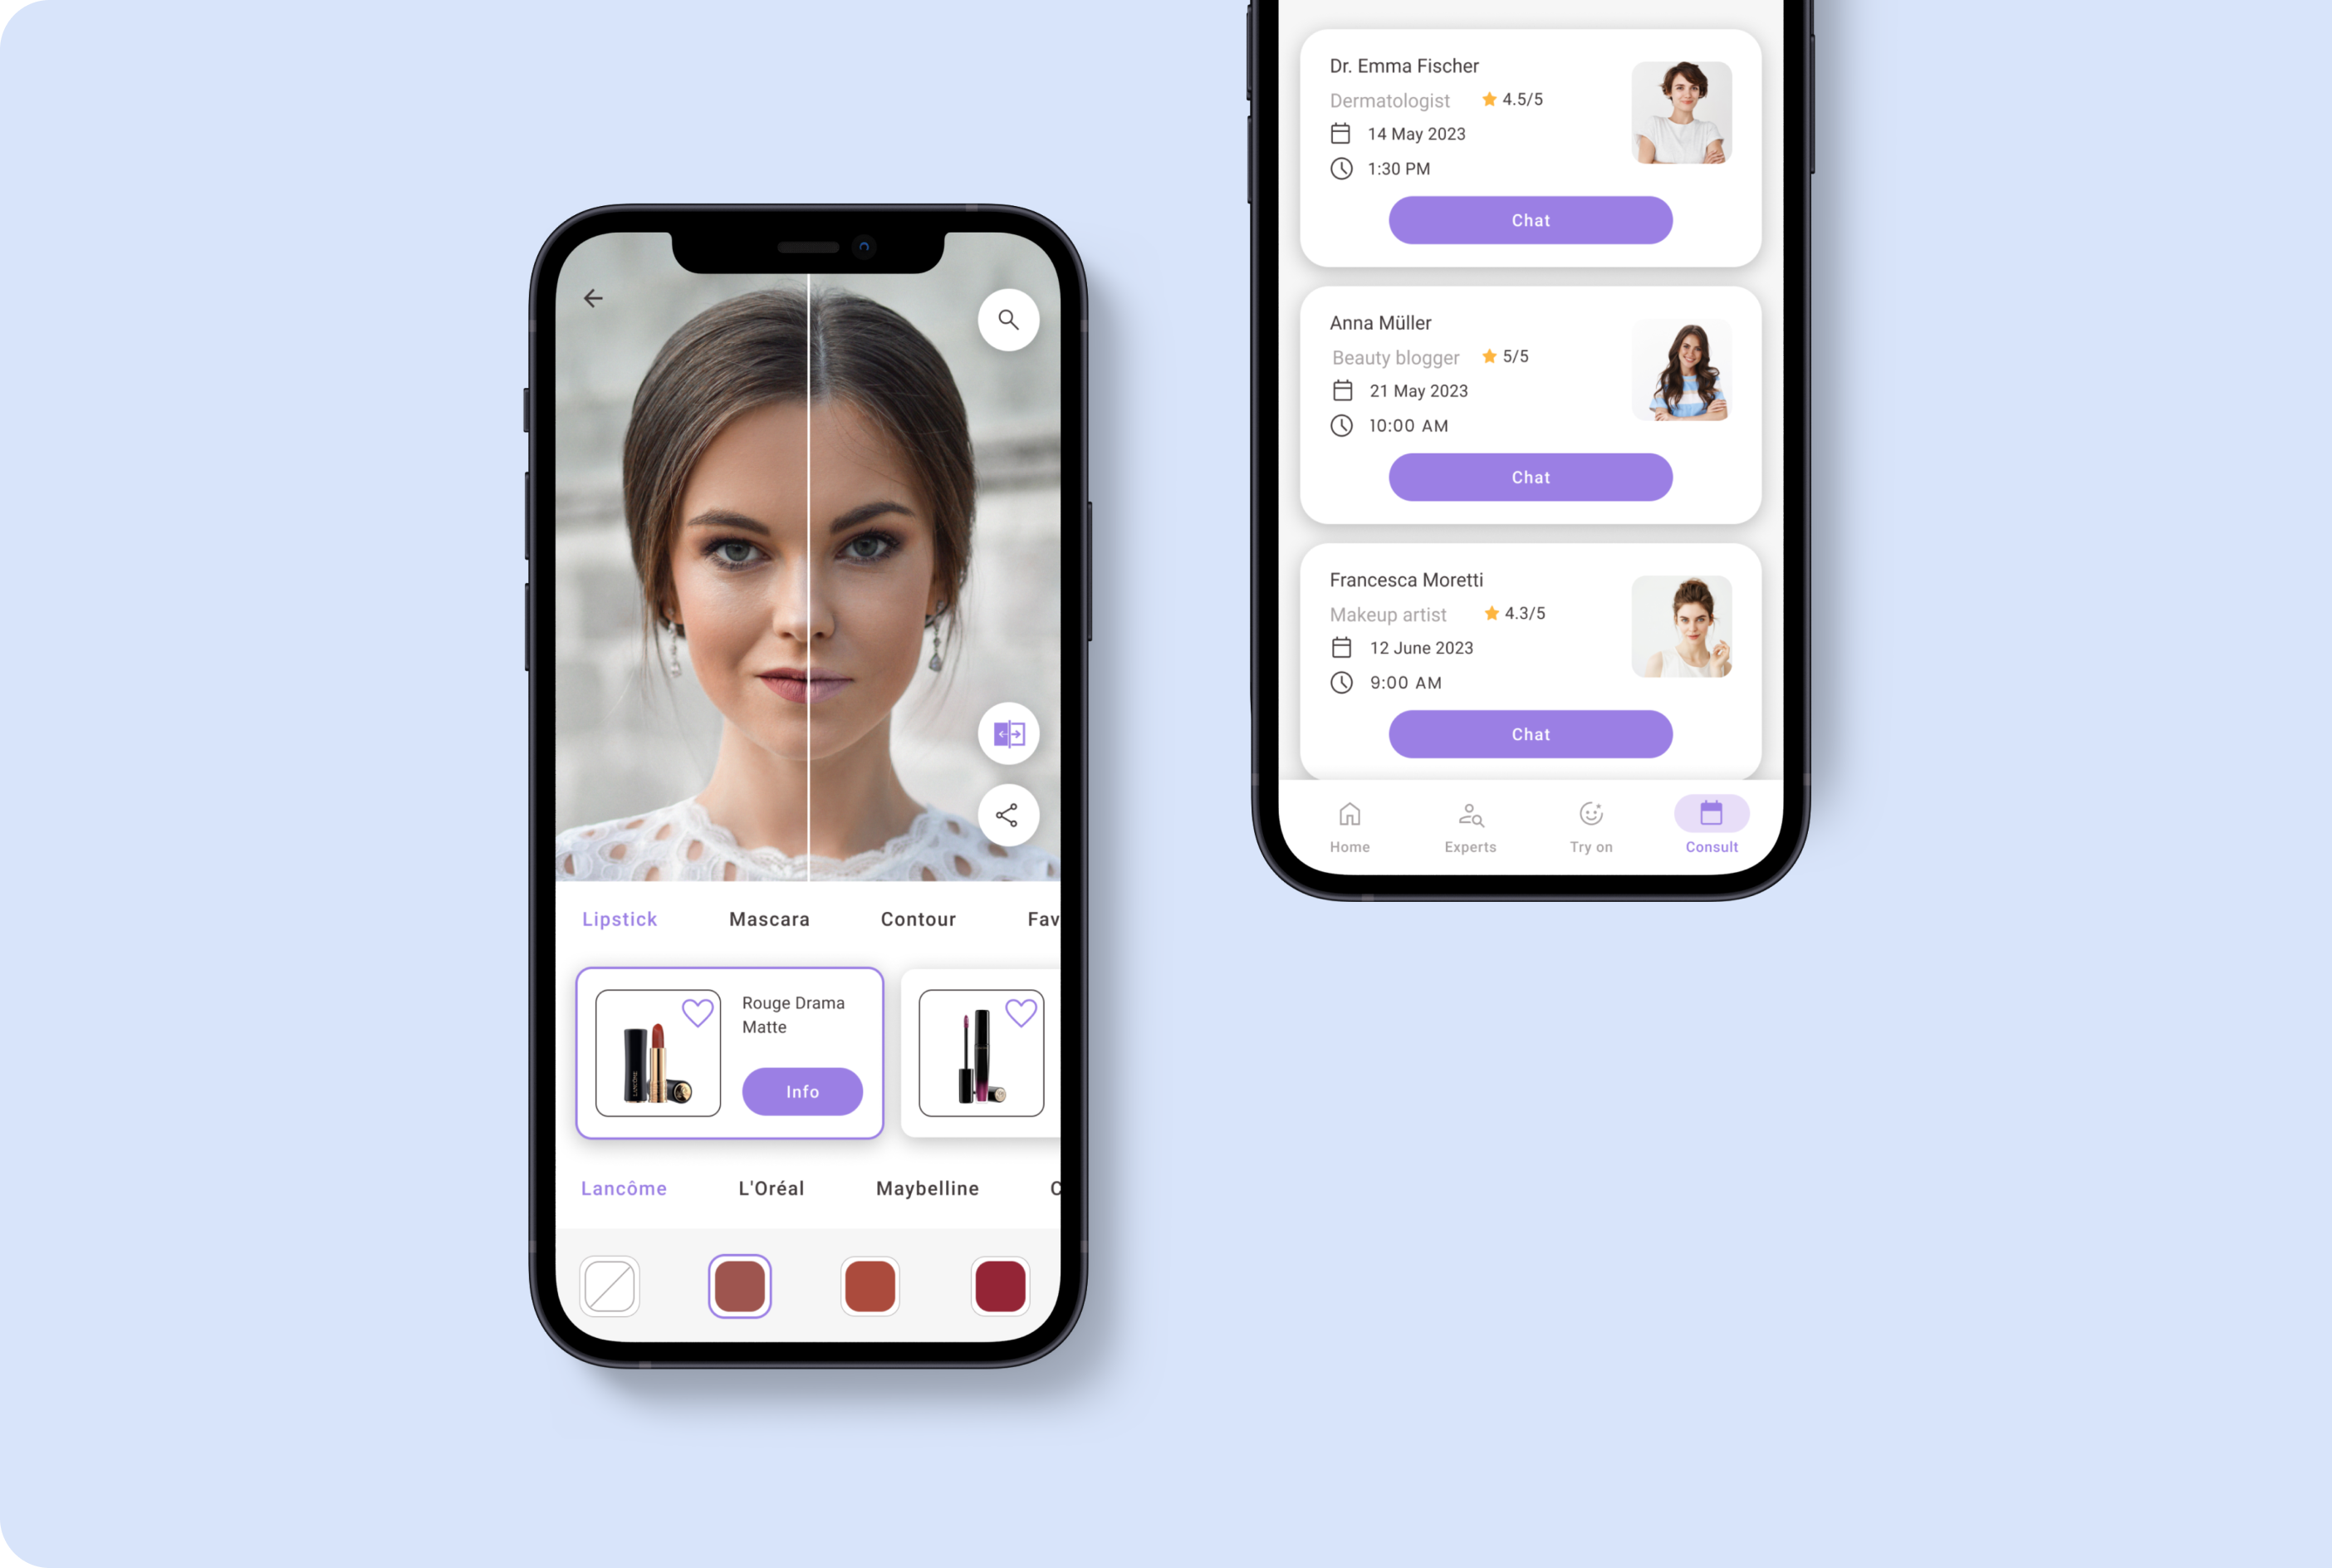 Lipstick
Mascara
Contour
Fav
Rouge Drama
Matte
Info
LANCÔME
Lancôme
L'Oréal
Maybelline
C
Dr. Emma Fischer
Dermatologist
4.5/5
14 May 2023
1:30 PM
Chat
Anna Müller
Beauty blogger
5/5
21 May 2023
10:00 AM
Chat
Francesca Moretti
Makeup artist
4.3/5
12 June 2023
9:00 AM
Chat
Home
Experts
Try on
Consult